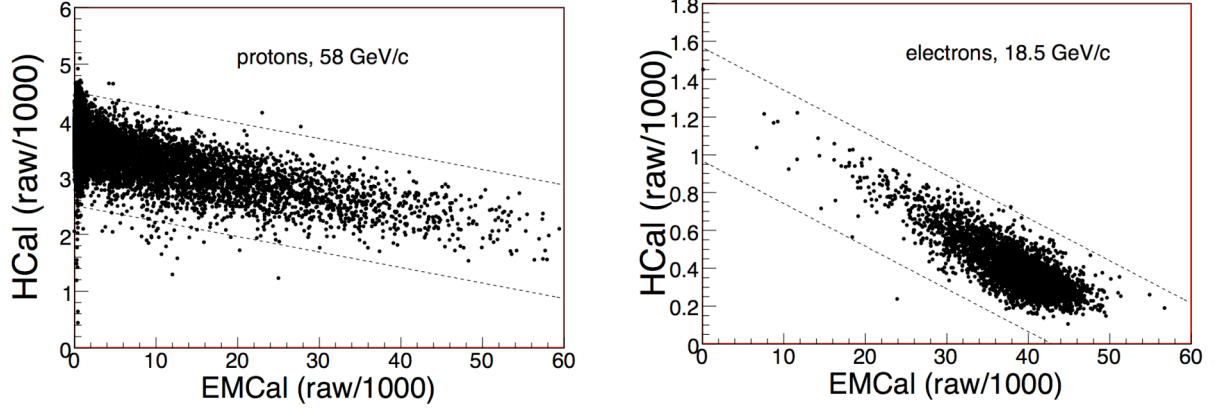 6
5
4
3
2
1
0
HCal (raw/1000)
protons, 58 GeV/c
0 10 20 30 40 50 60
EMCal (raw/1000)
1.8
1.6
1.4
1.2
1
0.8
0.6
0.4
0.2
0
HCal (raw/1000)
electrons, 18.5 GeV/c
0 10 20 30 40 50 60
EMCal (raw/1000)